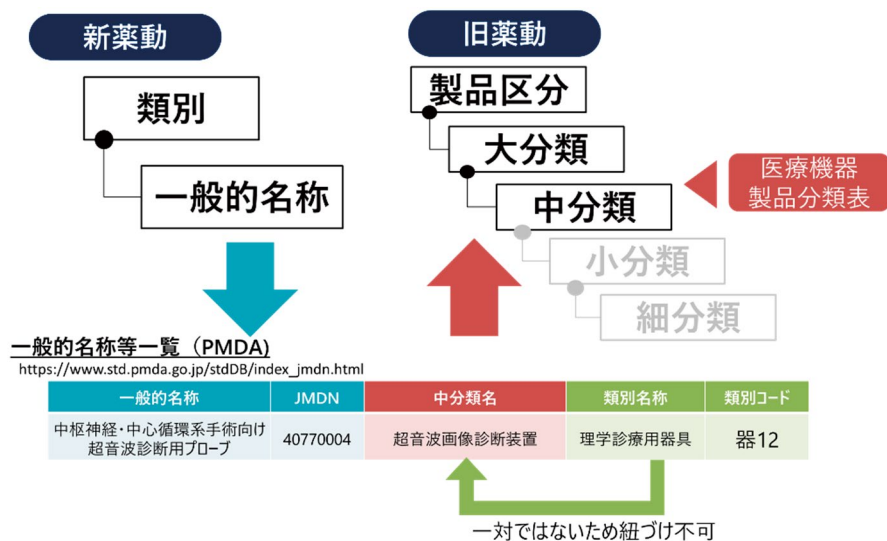 新薬動
旧薬動
類別
一般的名称
製品区分
大分類
中分類
小分類
細分類
医療機器
製品分類表
一般的名称等一覧（PMDA)
https://www.std.pmda.go.jp/stdDB/index_jmdn.html
一般的名称 JMDN 中分類名 類別名称 類別コード
中枢神経・中心循環系手術向け
超音波診断用プローブ
40770004
超音波画像診断装置
理学診療用器具
器12
一対ではないため紐づけ不可